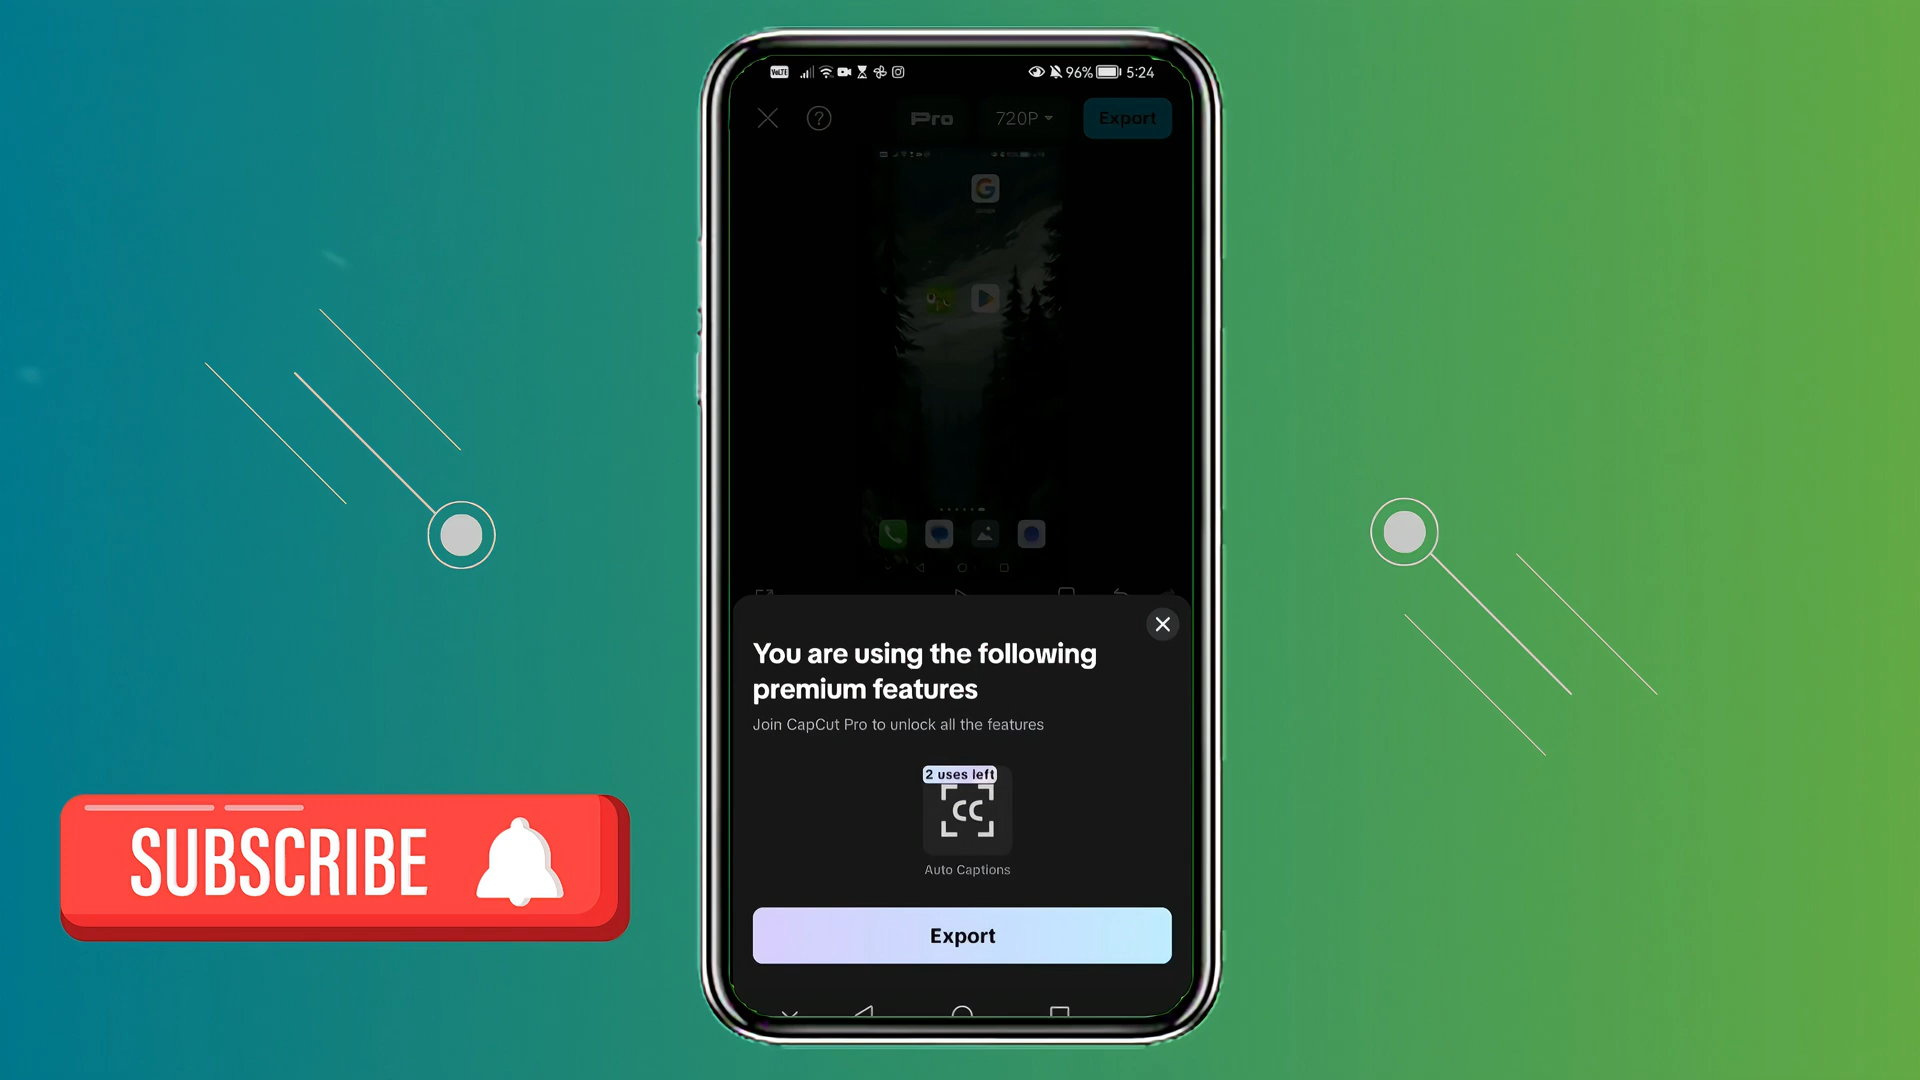 VoLTE 96% 5:24
Pro 720P Export
You are using the following
premium features
Join CapCut Pro to unlock all the features
2 uses left
CC
Auto Captions
Export
SUBSCRIBE